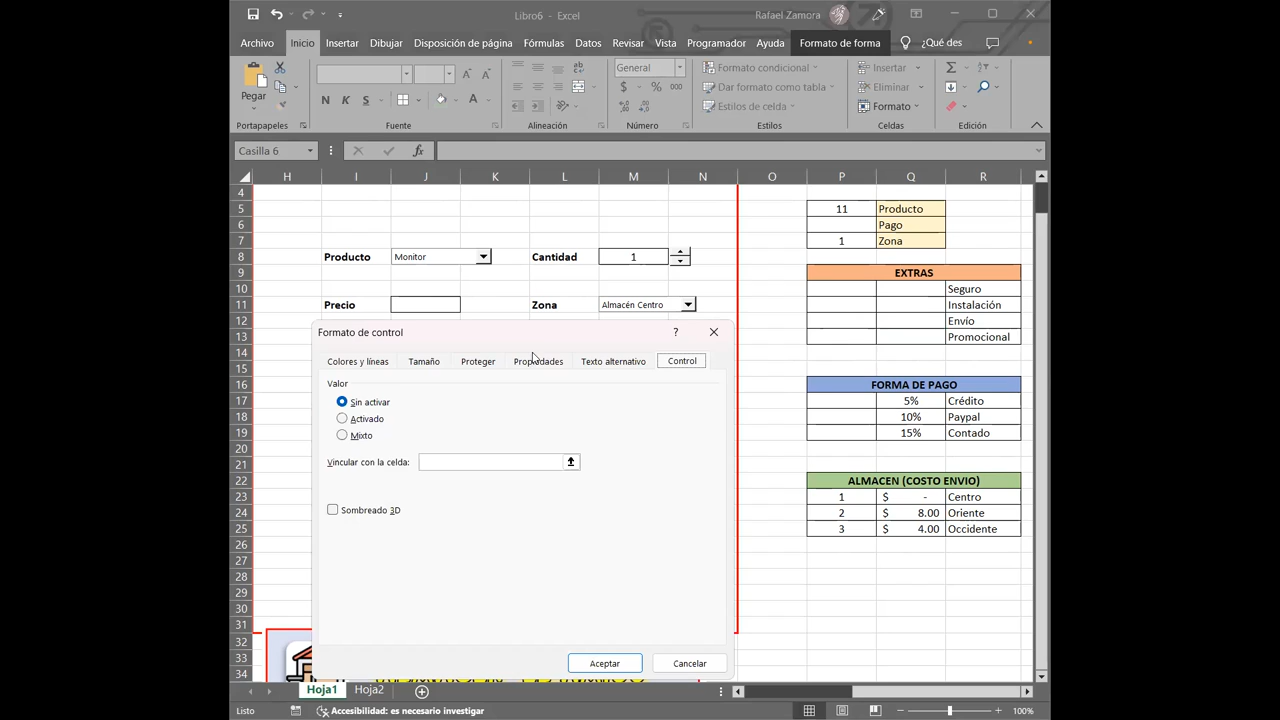 Libro6 - Excel
Rafael Zamora
Archivo Inicio Insertar Dibujar Disposición de página Fórmulas Datos Revisar Vista Programador Ayuda Formato de forma ¿Qué des
Pegar
N K S A
General
$ % 000
Formato condicional
Dar formato como tabla
Estilos de celda
Insertar
Eliminar
Formato
Portapapeles Fuente Alineación Número Estilos Celdas Edición
Casilla 6 fx
H I J K L M N O P Q R
4
5 11 Producto
6 Pago
7 1 Zona
8 Producto Monitor Cantidad 1
9 EXTRAS
10 Seguro
11 Precio Zona Almacén Centro Instalación
12 Envío
13 Promocional
14
15
16 FORMA DE PAGO
17 5% Crédito
18 10% Paypal
19 15% Contado
20
21
22 ALMACEN (COSTO ENVIO)
23 1 $ - Centro
24 2 $ 8.00 Oriente
25 3 $ 4.00 Occidente
26
27
28
29
30
31
32
33
34
Formato de control ?
Colores y líneas Tamaño Proteger Propiedades Texto alternativo Control
Valor
Sin activar
Activado
Mixto
Vincular con la celda:
Sombreado 3D
Aceptar Cancelar
Hoja1 Hoja2
Listo Accesibilidad: es necesario investigar 100%